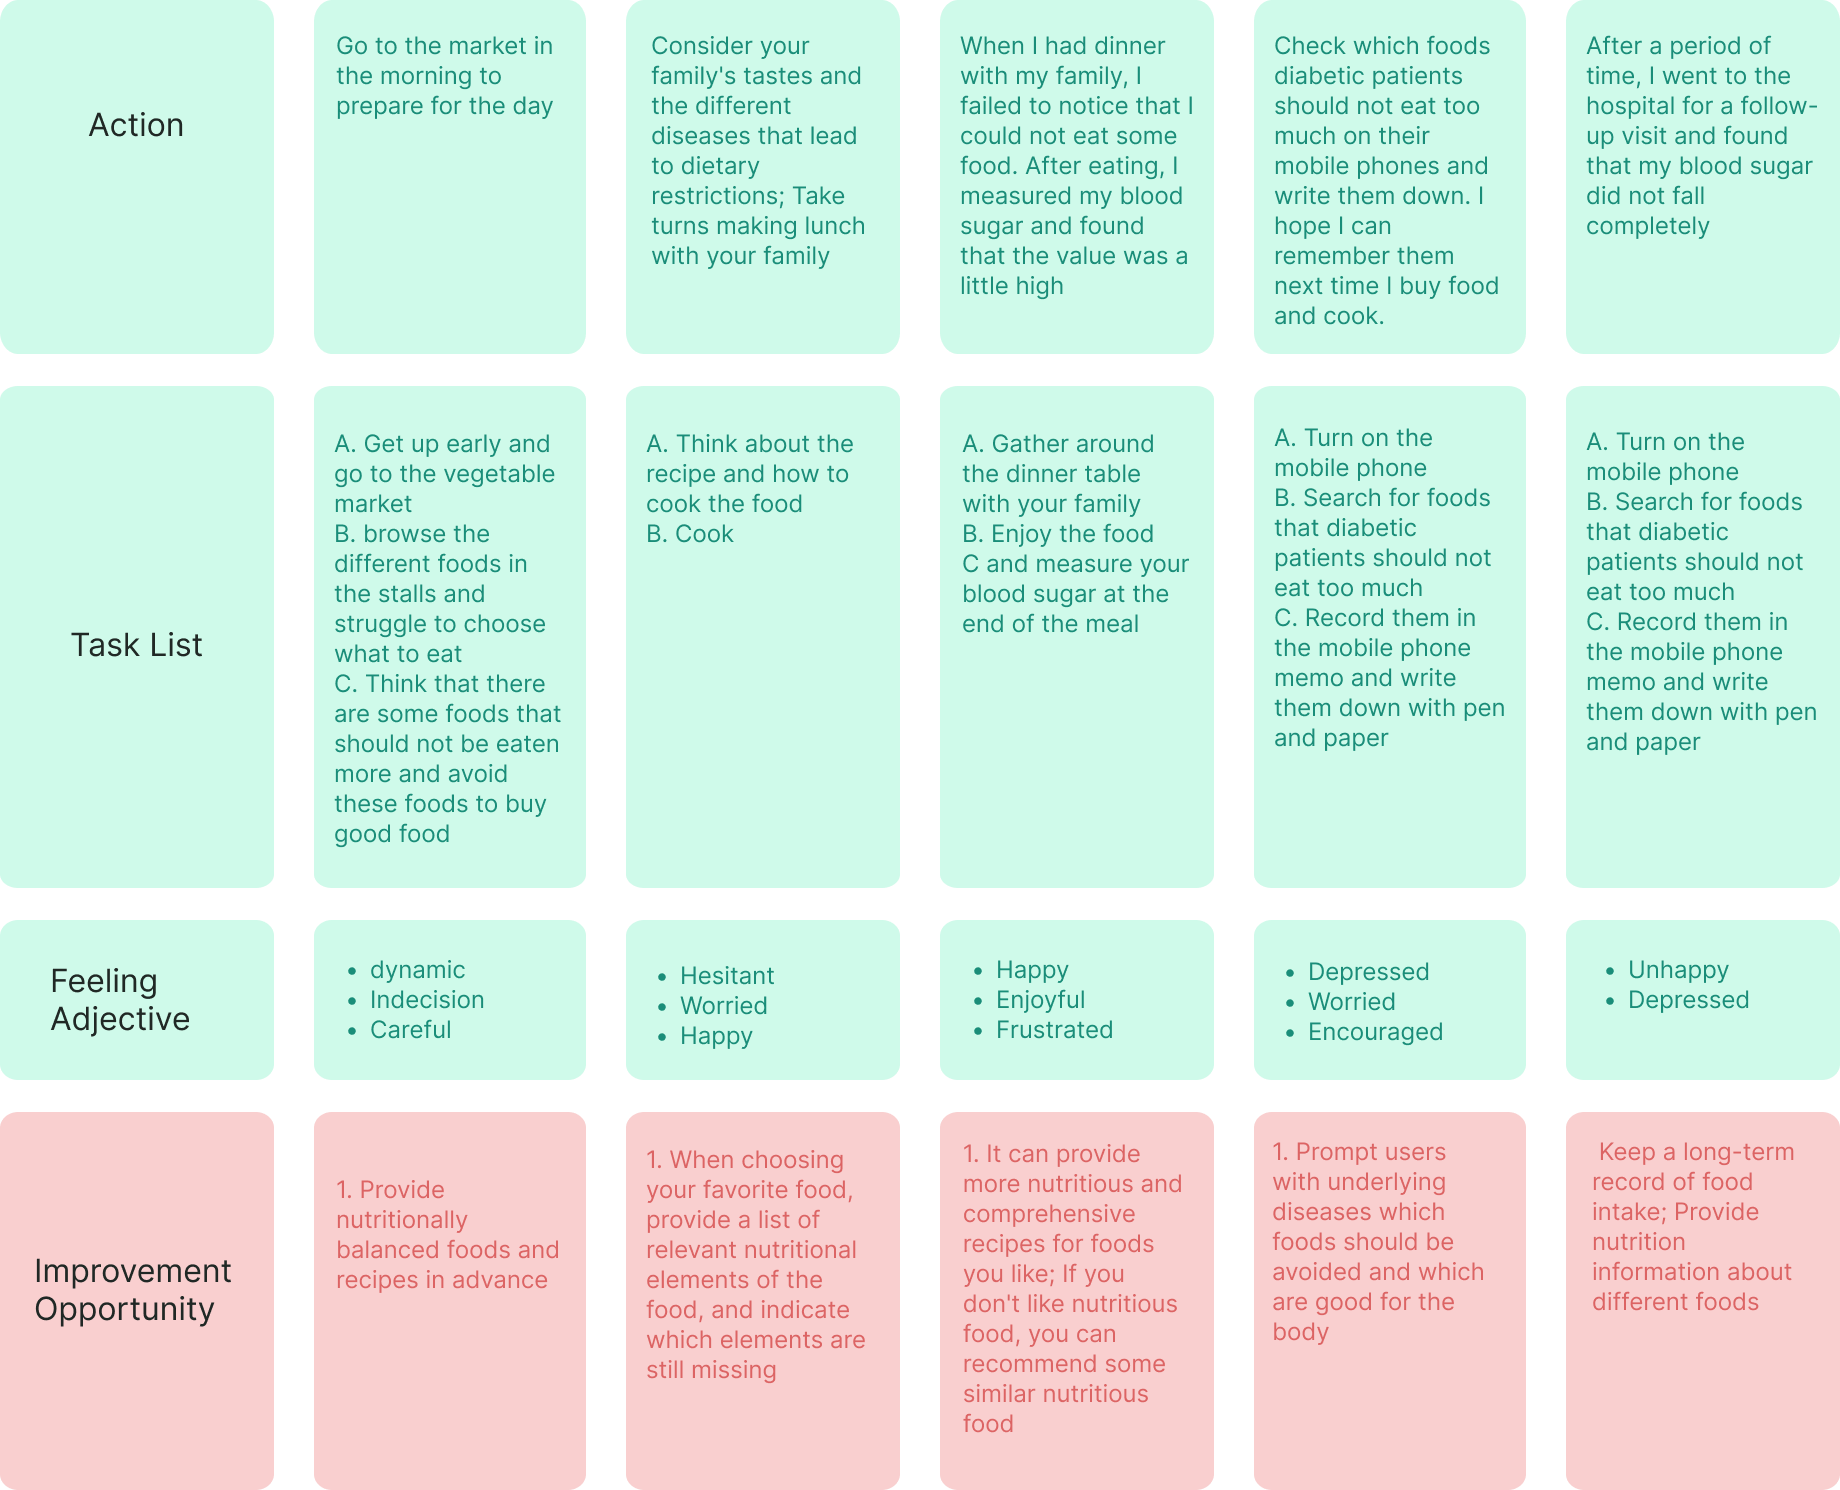 Action
Go to the market in
the morning to
prepare for the day
Consider your
family's tastes and
the different
diseases that lead
to dietary
restrictions; Take
turns making lunch
with your family
When I had dinner
with my family, I
failed to notice that I
could not eat some
food. After eating, I
measured my blood
sugar and found
that the value was a
little high
Check which foods
diabetic patients
should not eat too
much on their
mobile phones and
write them down. I
hope I can
remember them
next time I buy food
and cook.
After a period of
time, I went to the
hospital for a follow-
up visit and found
that my blood sugar
did not fall
completely
Task List
A. Get up early and
go to the vegetable
market
B. browse the
different foods in
the stalls and
struggle to choose
what to eat
C. Think that there
are some foods that
should not be eaten
more and avoid
these foods to buy
good food
A. Think about the
recipe and how to
cook the food
B. Cook
A. Gather around
the dinner table
with your family
B. Enjoy the food
C and measure your
blood sugar at the
end of the meal
A. Turn on the
mobile phone
B. Search for foods
that diabetic
patients should not
eat too much
C. Record them in
the mobile phone
memo and write
them down with pen
and paper
A. Turn on the
mobile phone
B. Search for foods
that diabetic
patients should not
eat too much
C. Record them in
the mobile phone
memo and write
them down with pen
and paper
Feeling
Adjective
• dynamic
• Indecision
• Careful
• Hesitant
• Worried
• Happy
• Happy
• Enjoyful
• Frustrated
• Depressed
• Worried
• Encouraged
• Unhappy
• Depressed
Improvement
Opportunity
1. Provide
nutritionally
balanced foods and
recipes in advance
1. When choosing
your favorite food,
provide a list of
relevant nutritional
elements of the
food, and indicate
which elements are
still missing
1. It can provide
more nutritious and
comprehensive
recipes for foods
you like; If you
don't like nutritious
food, you can
recommend some
similar nutritious
food
1. Prompt users
with underlying
diseases which
foods should be
avoided and which
are good for the
body
Keep a long-term
record of food
intake; Provide
nutrition
information about
different foods